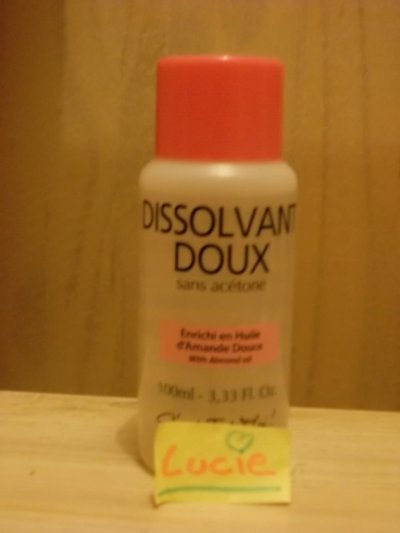 DISSOLVANT
DOUX
sans acétone
Enrichi en Huile
d'Amande Douce
With Almond oil
100ml - 3,33 Fl. Oz.
Lucie